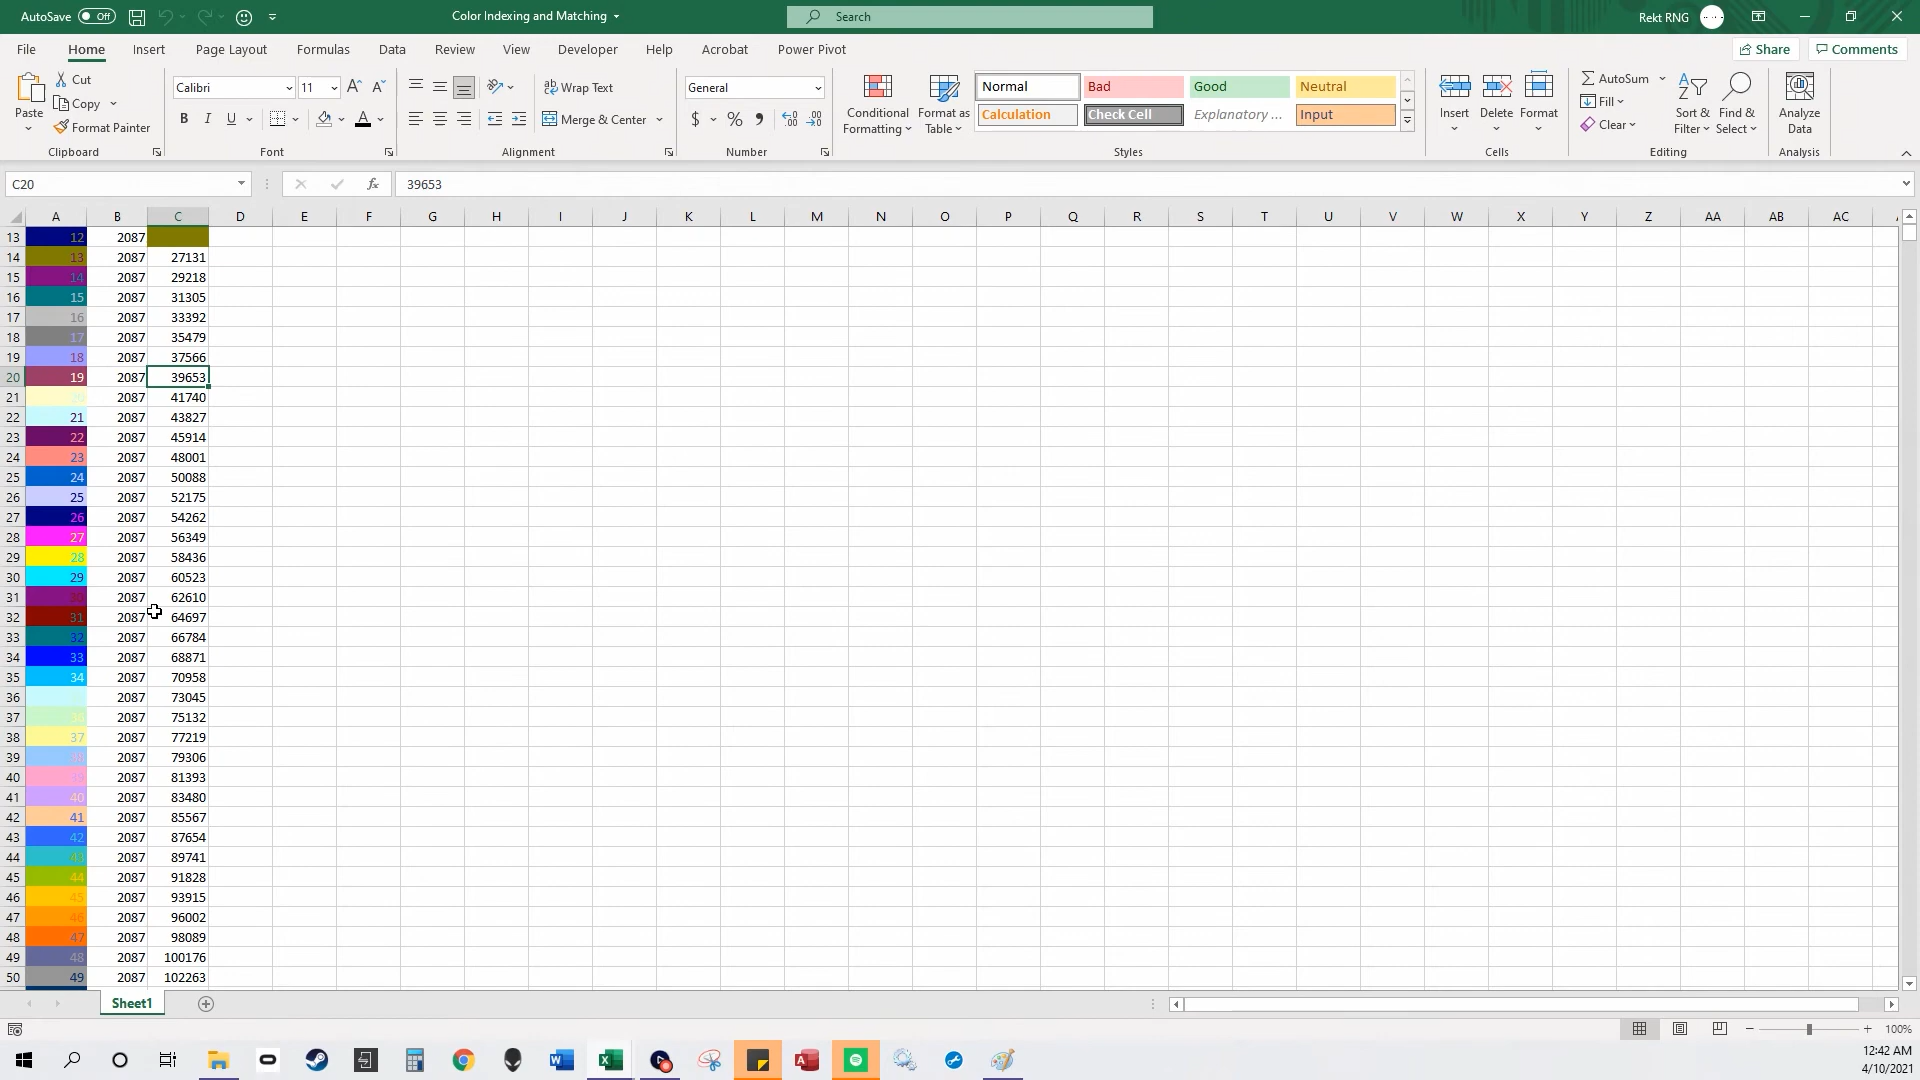 AutoSave Off Color Indexing and Matching Search Rekt RNG
File Home Insert Page Layout Formulas Data Review View Developer Help Acrobat Power Pivot Share Comments
Paste Cut Copy Format Painter
Calibri 11
B I U A
Wrap Text
Merge & Center
General
$ %
Conditional Formatting
Format as Table
Normal Bad Good Neutral
Calculation Check Cell Explanatory ... Input
Insert Delete Format
AutoSum
Fill
Clear
Sort & Filter
Find & Select
Analyze Data
Clipboard Font Alignment Number Styles Cells Editing Analysis
C20 fx 39653
A B C D E F G H I J K L M N O P Q R S T U V W X Y Z AA AB AC
13 12 2087
14 13 2087 27131
15 14 2087 29218
16 15 2087 31305
17 16 2087 33392
18 17 2087 35479
19 18 2087 37566
20 19 2087 39653
21 20 2087 41740
22 21 2087 43827
23 22 2087 45914
24 23 2087 48001
25 24 2087 50088
26 25 2087 52175
27 26 2087 54262
28 27 2087 56349
29 28 2087 58436
30 29 2087 60523
31 30 2087 62610
32 31 2087 64697
33 32 2087 66784
34 33 2087 68871
35 34 2087 70958
36 2087 73045
37 36 2087 75132
38 37 2087 77219
39 38 2087 79306
40 39 2087 81393
41 40 2087 83480
42 41 2087 85567
43 42 2087 87654
44 43 2087 89741
45 44 2087 91828
46 45 2087 93915
47 46 2087 96002
48 47 2087 98089
49 48 2087 100176
50 49 2087 102263
Sheet1
100%
12:42 AM
4/10/2021